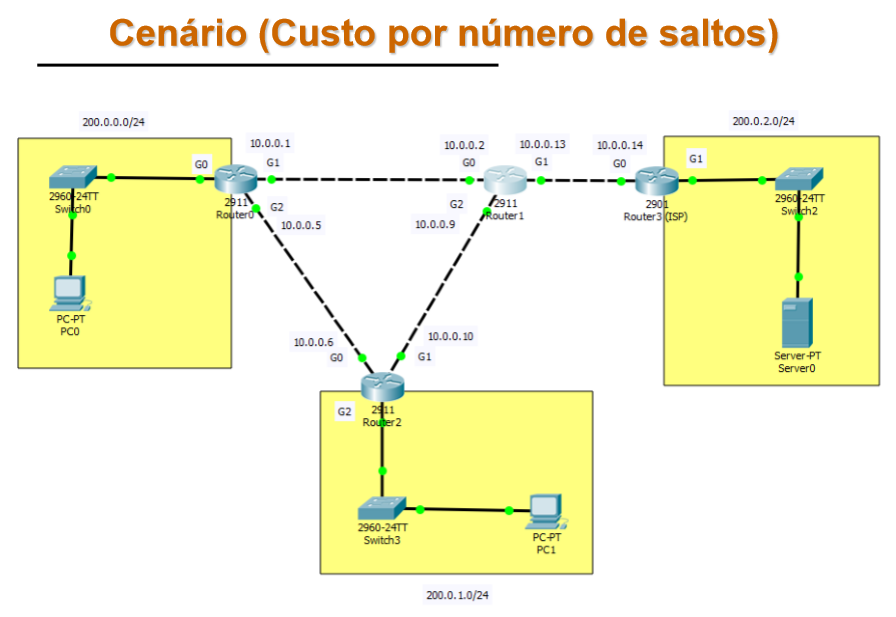 Cenário (Custo por número de saltos)
200.0.0.0/24
200.0.2.0/24
10.0.0.1
10.0.0.2
10.0.0.13
10.0.0.14
G0
G1
G0
G1
G0
G1
2960-24TT
Switch0
2911
Router0
G2
10.0.0.5
G2
10.0.0.9
2911
Router1
2901
Router3 (ISP)
2960-24TT
Switch2
PC-PT
PC0
10.0.0.6
G0
10.0.0.10
G1
Server-PT
Server0
G2
2911
Router2
2960-24TT
Switch3
PC-PT
PC1
200.0.1.0/24